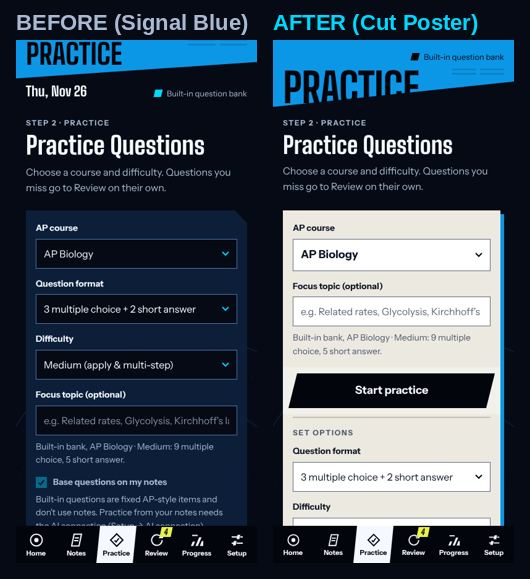 BEFORE (Signal Blue)
PRACTICE
Thu, Nov 26
Built-in question bank
STEP 2 · PRACTICE
Practice Questions
Choose a course and difficulty. Questions you
miss go to Review on their own.
AP course
AP Biology
Question format
3 multiple choice + 2 short answer
Difficulty
Medium (apply & multi-step)
Focus topic (optional)
e.g. Related rates, Glycolysis, Kirchhoff's la
Built-in bank, AP Biology · Medium: 9 multiple
choice, 5 short answer.
Base questions on my notes
Built-in questions are fixed AP-style items and
don't use notes. Practice from your notes needs
the AI connection (Setup → AI connection).
Home
Notes
Practice
4
Review
Progress
Setup
AFTER (Cut Poster)
Built-in question bank
PRACTICE
STEP 2 · PRACTICE
Practice Questions
Choose a course and difficulty. Questions you
miss go to Review on their own.
AP course
AP Biology
Focus topic (optional)
e.g. Related rates, Glycolysis, Kirchhoff's
Built-in bank, AP Biology · Medium: 9 multiple
choice, 5 short answer.
Start practice
SET OPTIONS
Question format
3 multiple choice + 2 short answer
Difficulty
Home
Notes
Practice
4
Review
Progress
Setup